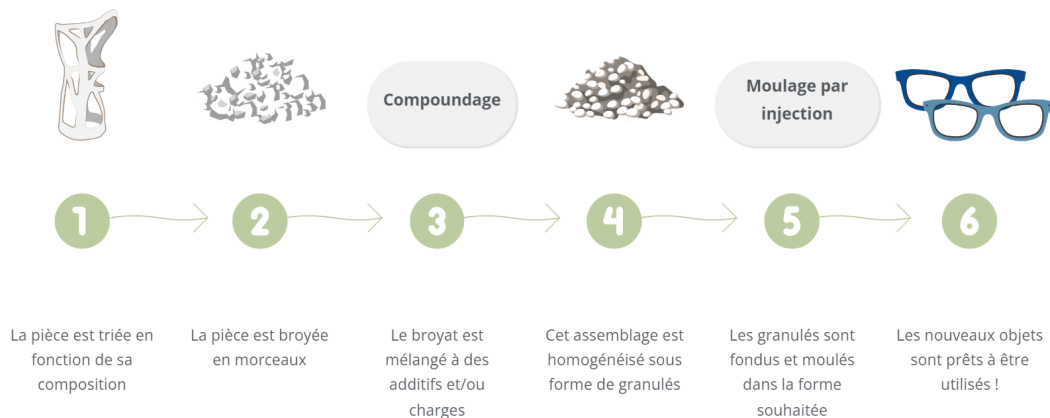 Compoundage
Moulage par
injection
1
2
3
4
5
6
La pièce est triée en
fonction de sa
composition
La pièce est broyée
en morceaux
Le broyat est
mélangé à des
additifs et/ou
charges
Cet assemblage est
homogénéisé sous
forme de granulés
Les granulés sont
fondus et moulés
dans la forme
souhaitée
Les nouveaux objets
sont prêts à être
utilisés !